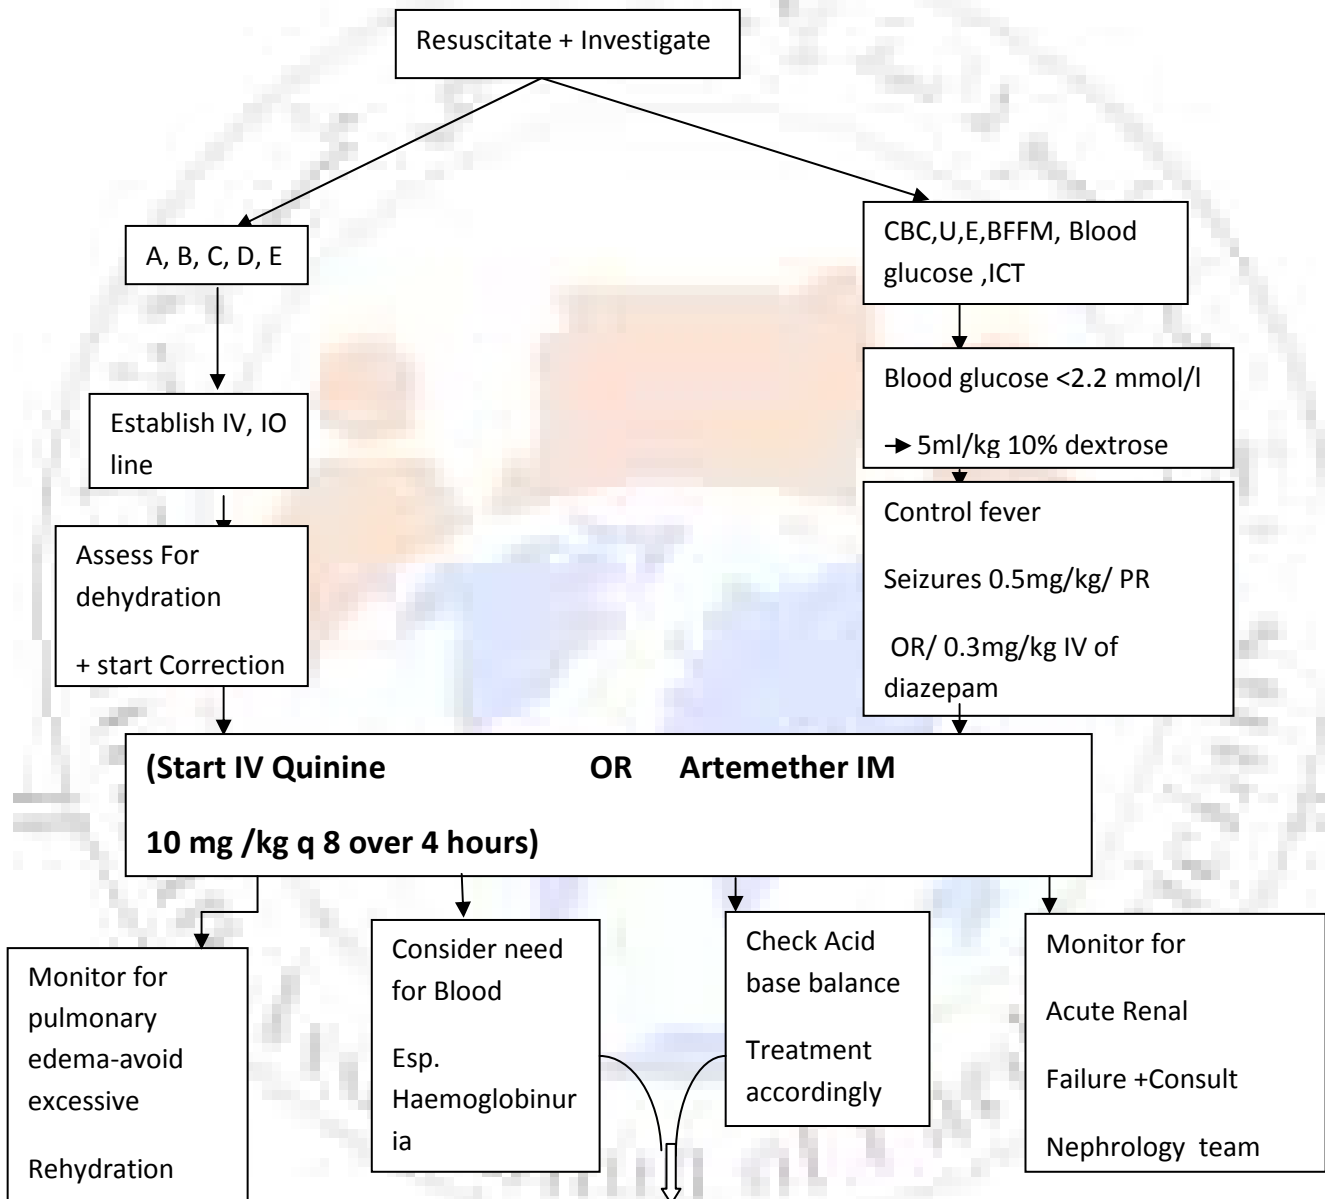 Resuscitate + Investigate
A, B, C, D, E
CBC,U,E,BFFM, Blood
glucose ,ICT
Establish IV, IO
line
Blood glucose <2.2 mmol/l
→ 5ml/kg 10% dextrose
Assess For
dehydration
+ start Correction
Control fever
Seizures 0.5mg/kg/ PR
OR/ 0.3mg/kg IV of
diazepam
(Start IV Quinine OR Artemether IM
10 mg /kg q 8 over 4 hours)
Monitor for
pulmonary
edema-avoid
excessive
Rehydration
Consider need
for Blood
Esp.
Haemoglobinur
ia
Check Acid
base balance
Treatment
accordingly
Monitor for
Acute Renal
Failure +Consult
Nephrology team